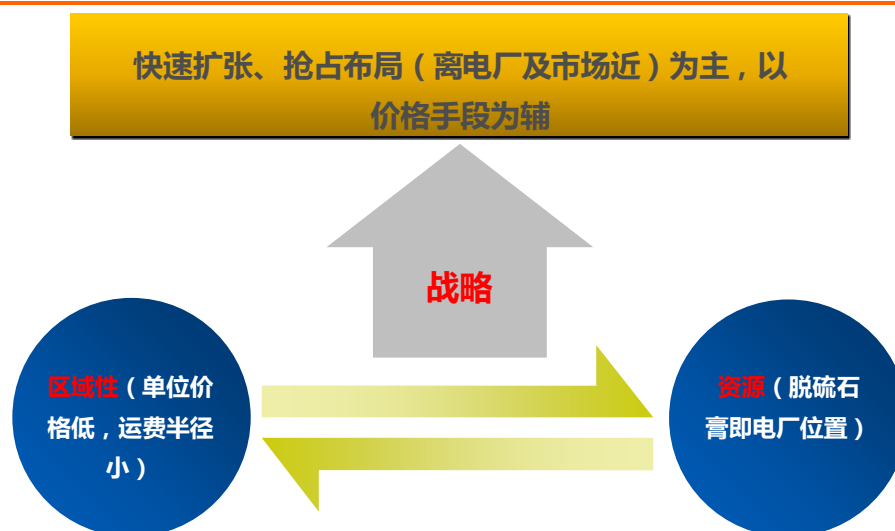 快速扩张、抢占布局（离电厂及市场近）为主，以
价格手段为辅
战略
区域性（单位价
格低，运费半径
小）
资源（脱硫石
膏即电厂位置）